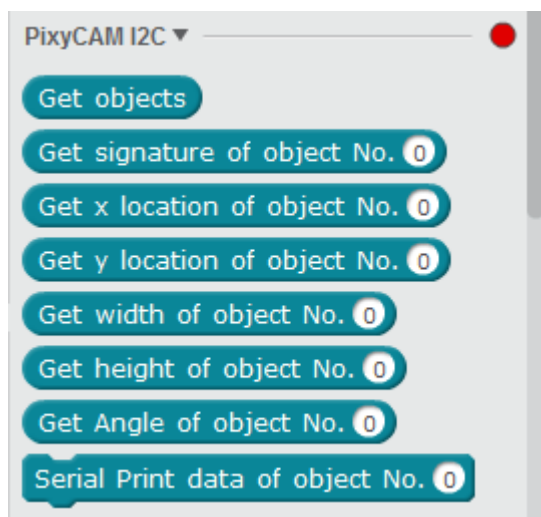 PixyCAM I2C ▼
Get objects
Get signature of object No. 0
Get x location of object No. 0
Get y location of object No. 0
Get width of object No. 0
Get height of object No. 0
Get Angle of object No. 0
Serial Print data of object No. 0